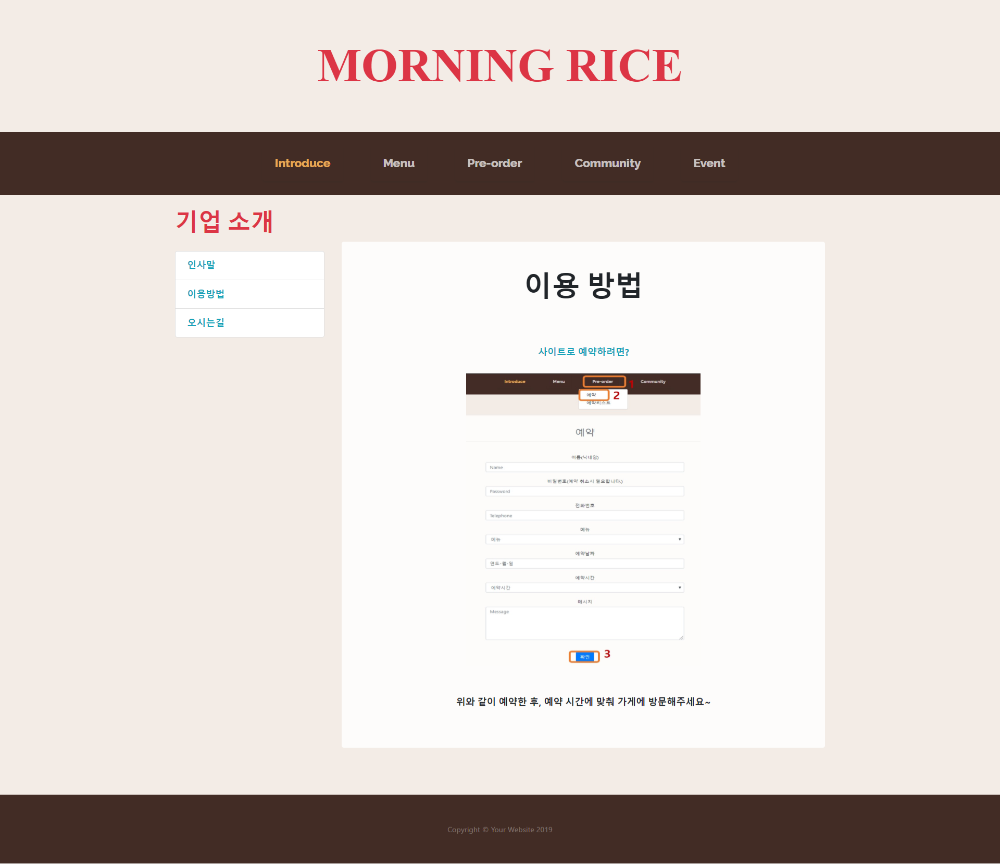 MORNING RICE
Introduce Menu Pre-order Community Event
기업 소개
인사말
이용방법
오시는길
이용 방법
사이트로 예약하려면?
Introduce Menu Pre-order 1 Community
예약 2
예약리스트
예약
이름(닉네임)
Name
비밀번호(예약 취소시 필요합니다.)
Password
전화번호
Telephone
메뉴
메뉴
예약날짜
연도-월-일
예약시간
예약시간
메시지
Message
확인 3
위와 같이 예약한 후, 예약 시간에 맞춰 가게에 방문해주세요~
Copyright © Your Website 2019